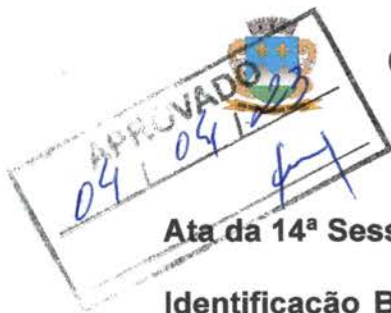 APROVADO
04 / 04 / 23
Ata da 14ª Sess
Identificação B